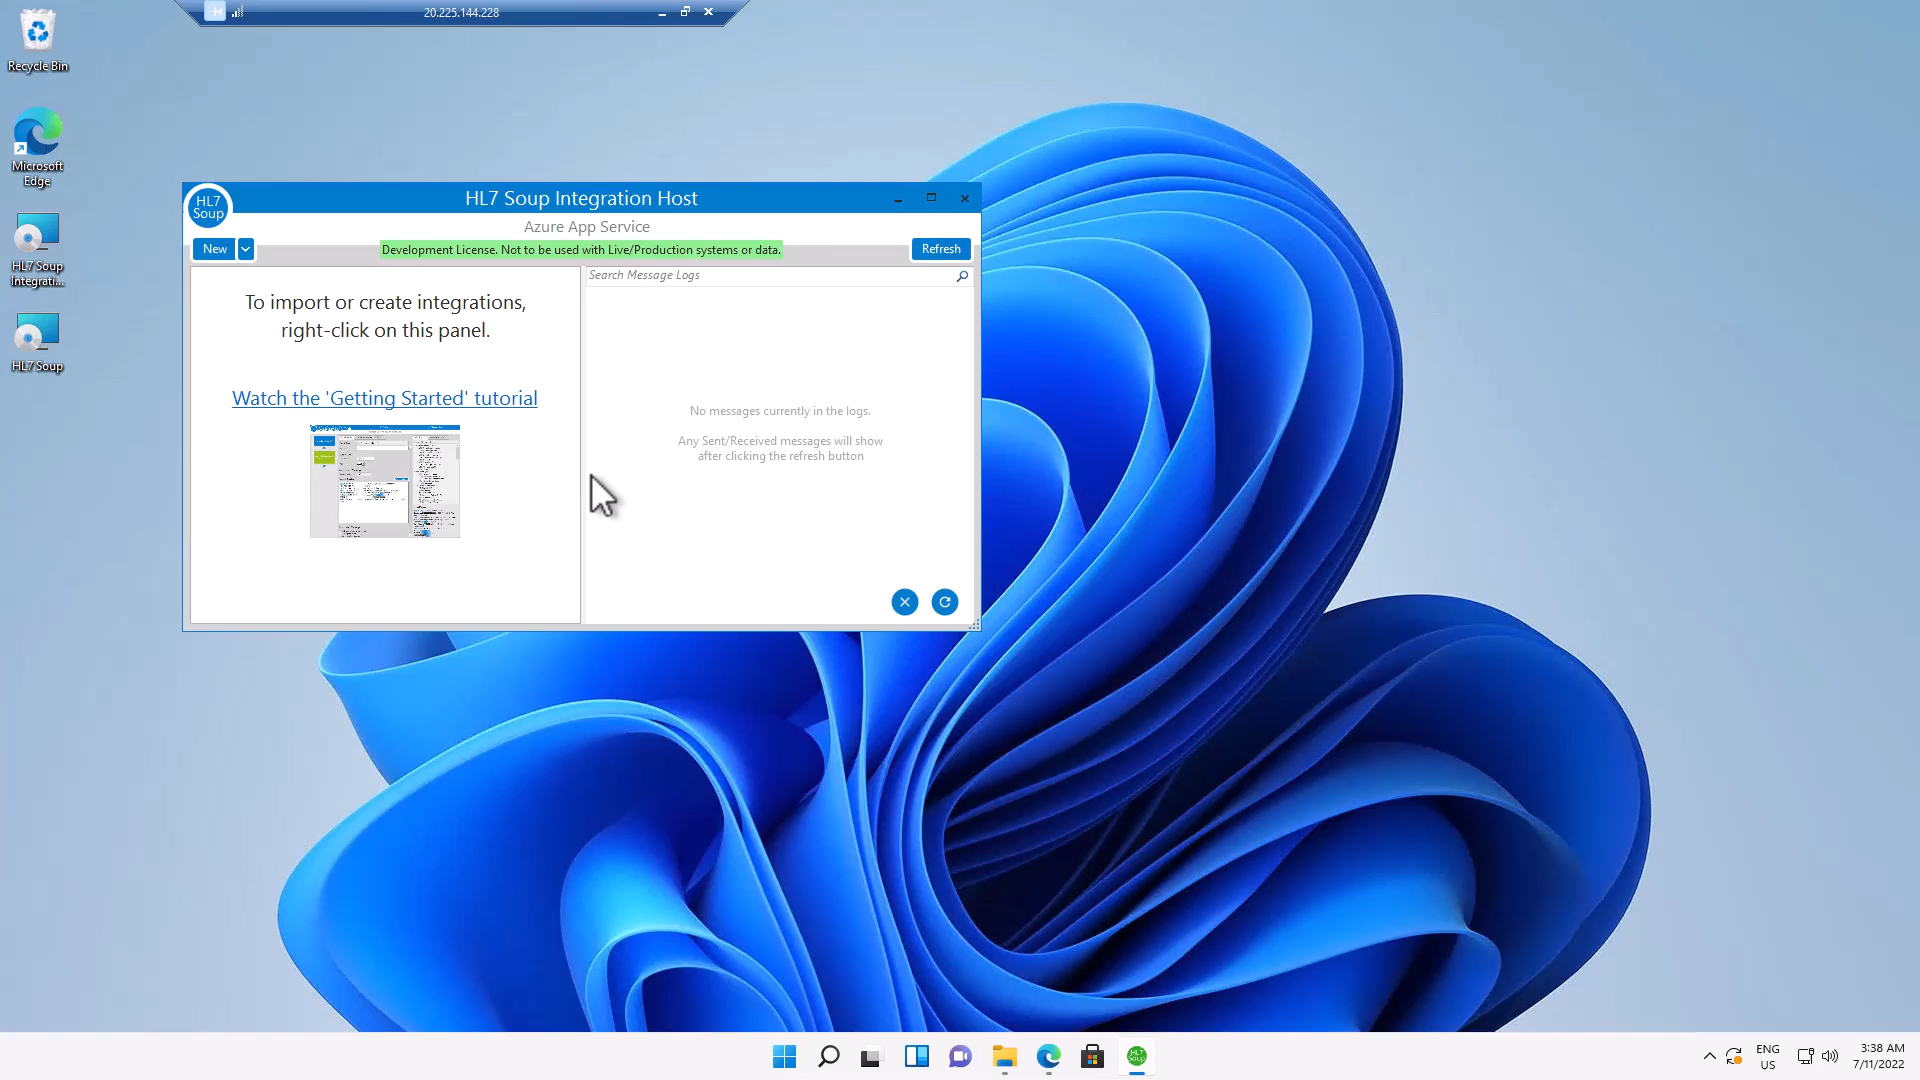 20.225.144.228
Recycle Bin
Microsoft
Edge
HL7 Soup
Integrati...
HL7 Soup
HL7
Soup
HL7 Soup Integration Host
Azure App Service
New
Development License. Not to be used with Live/Production systems or data.
Refresh
To import or create integrations,
right-click on this panel.
Watch the 'Getting Started' tutorial
Search Message Logs
No messages currently in the logs.
Any Sent/Received messages will show
after clicking the refresh button
HL7
Soup
ENG
US
3:38 AM
7/11/2022